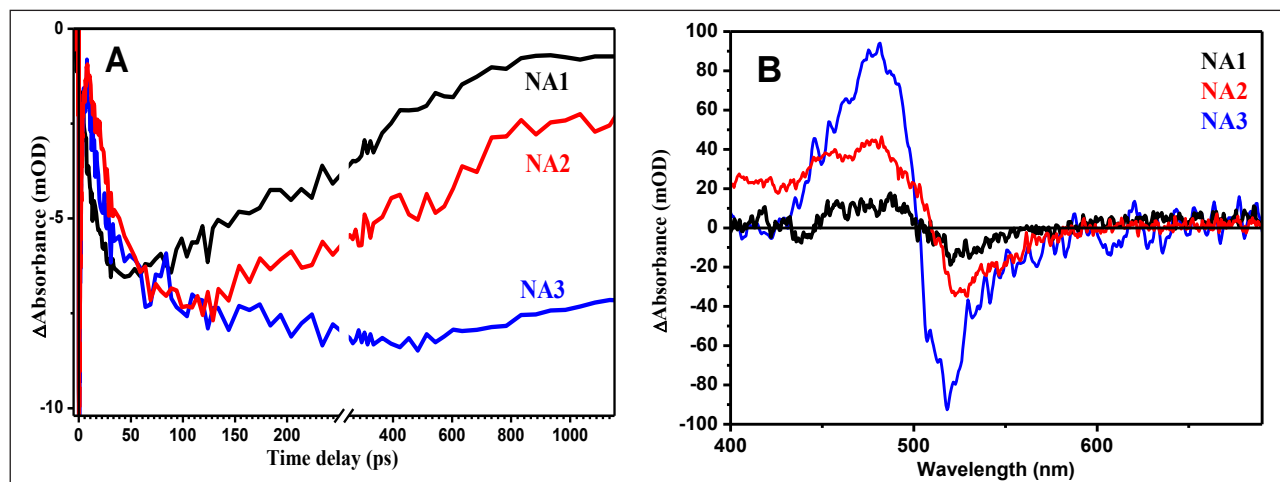 A
0
-5
-10
ΔAbsorbance (mOD)
NA1
NA2
NA3
0 50 100 200 400 600 800 1000
Time delay (ps)
B
NA1
NA2
NA3
100
80
60
40
20
0
-20
-40
-60
-80
-100
ΔAbsorbance (mOD)
400 500 600
Wavelength (nm)